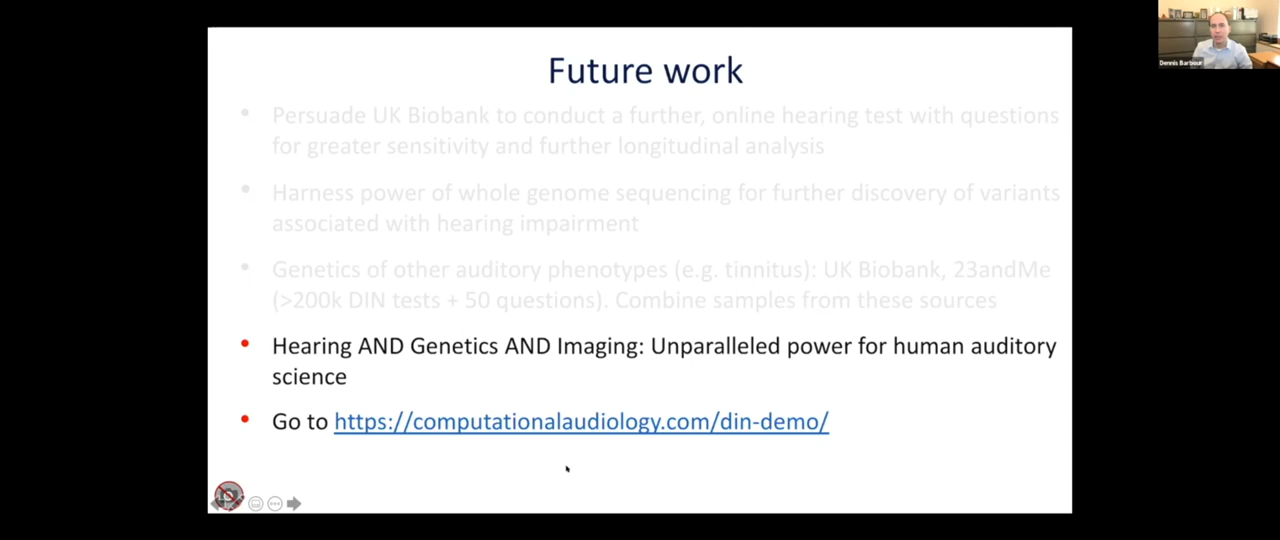 Future work
• Persuade UK Biobank to conduct a further, online hearing test with questions
for greater sensitivity and further longitudinal analysis
• Harness power of whole genome sequencing for further discovery of variants
associated with hearing impairment
• Genetics of other auditory phenotypes (e.g. tinnitus): UK Biobank, 23andMe
(>200k DIN tests + 50 questions). Combine samples from these sources
• Hearing AND Genetics AND Imaging: Unparalleled power for human auditory
science
• Go to https://computationalaudiology.com/din-demo/
Dennis Barbour